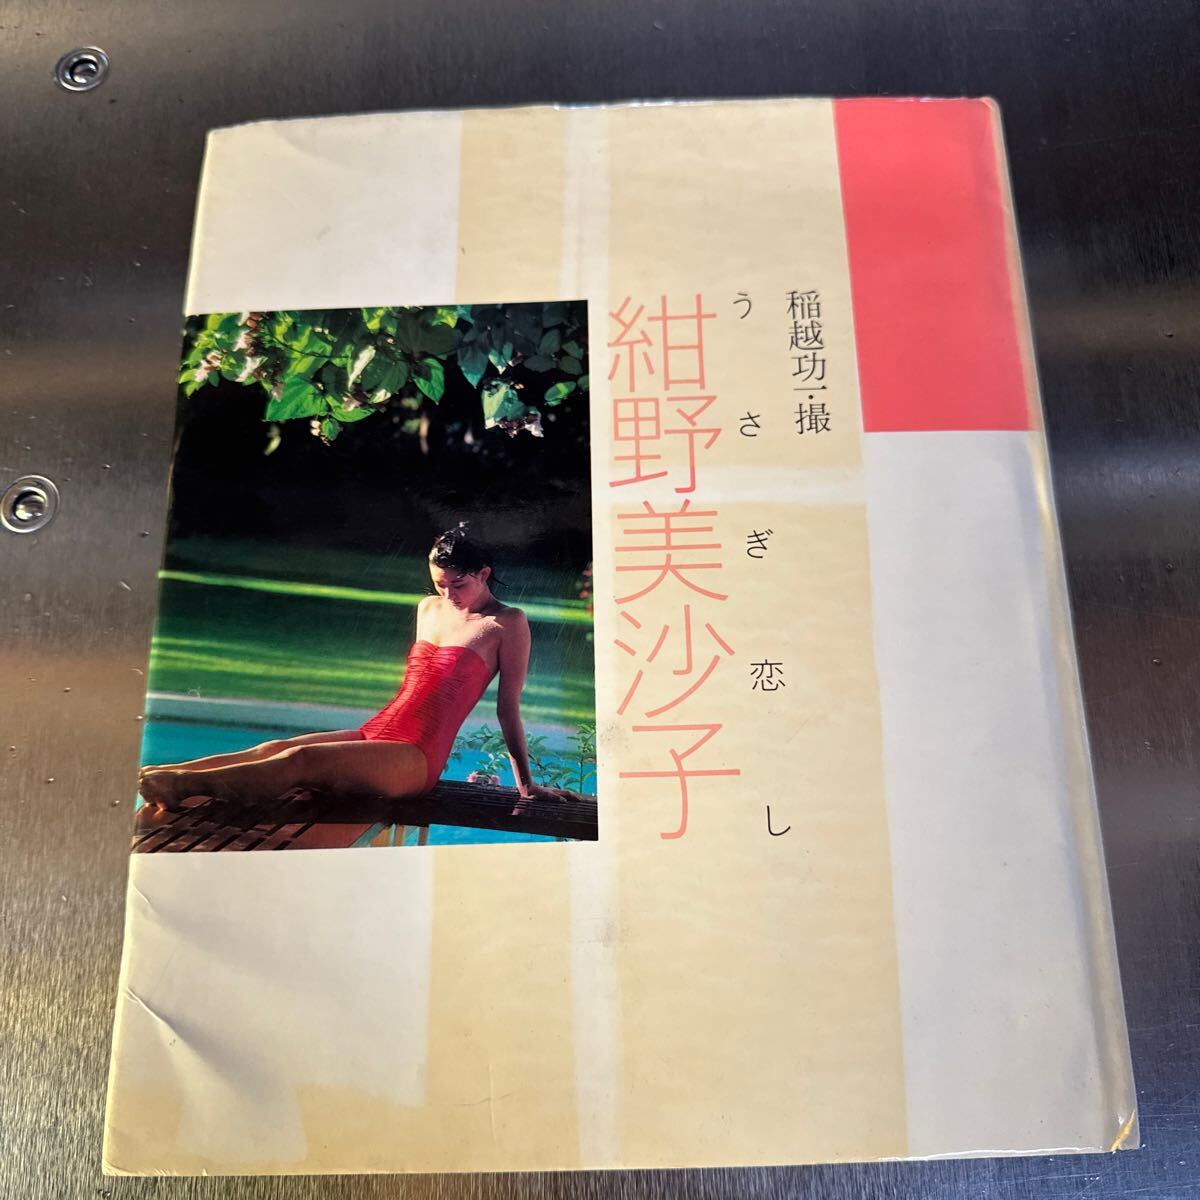 稲越功一・撮
うさぎ恋し
紺野美沙子